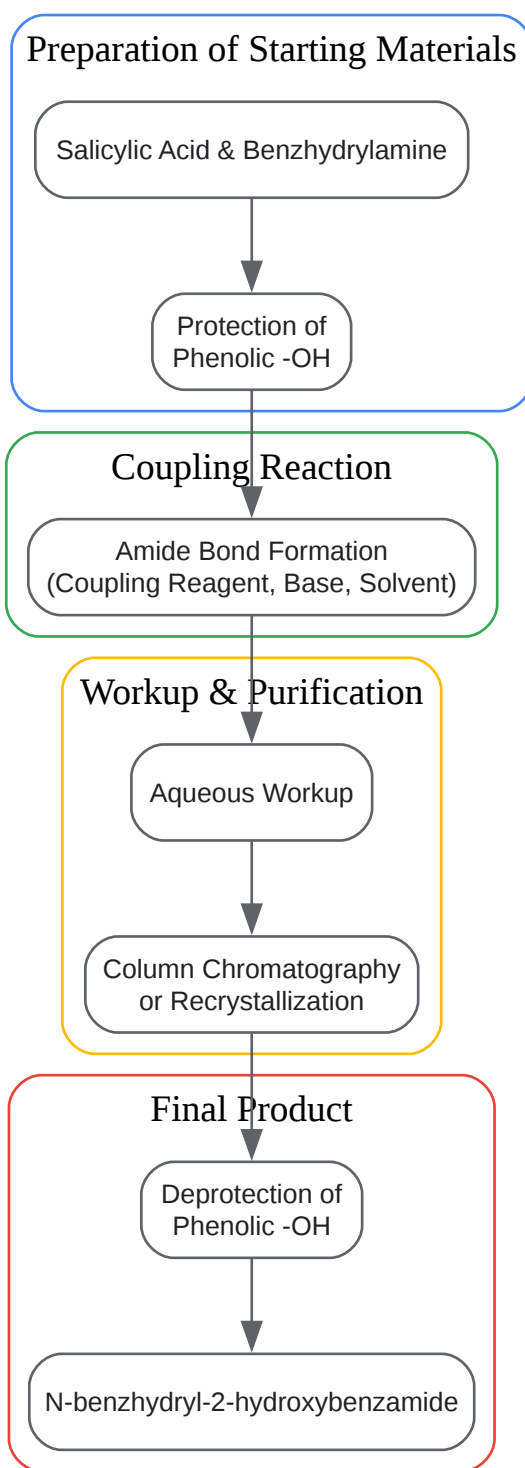 Preparation of Starting Materials
Salicylic Acid & Benzhydrylamine
Protection of
Phenolic -OH
Coupling Reaction
Amide Bond Formation
(Coupling Reagent, Base, Solvent)
Workup & Purification
Aqueous Workup
Column Chromatography
or Recrystallization
Final Product
Deprotection of
Phenolic -OH
N-benzhydryl-2-hydroxybenzamide